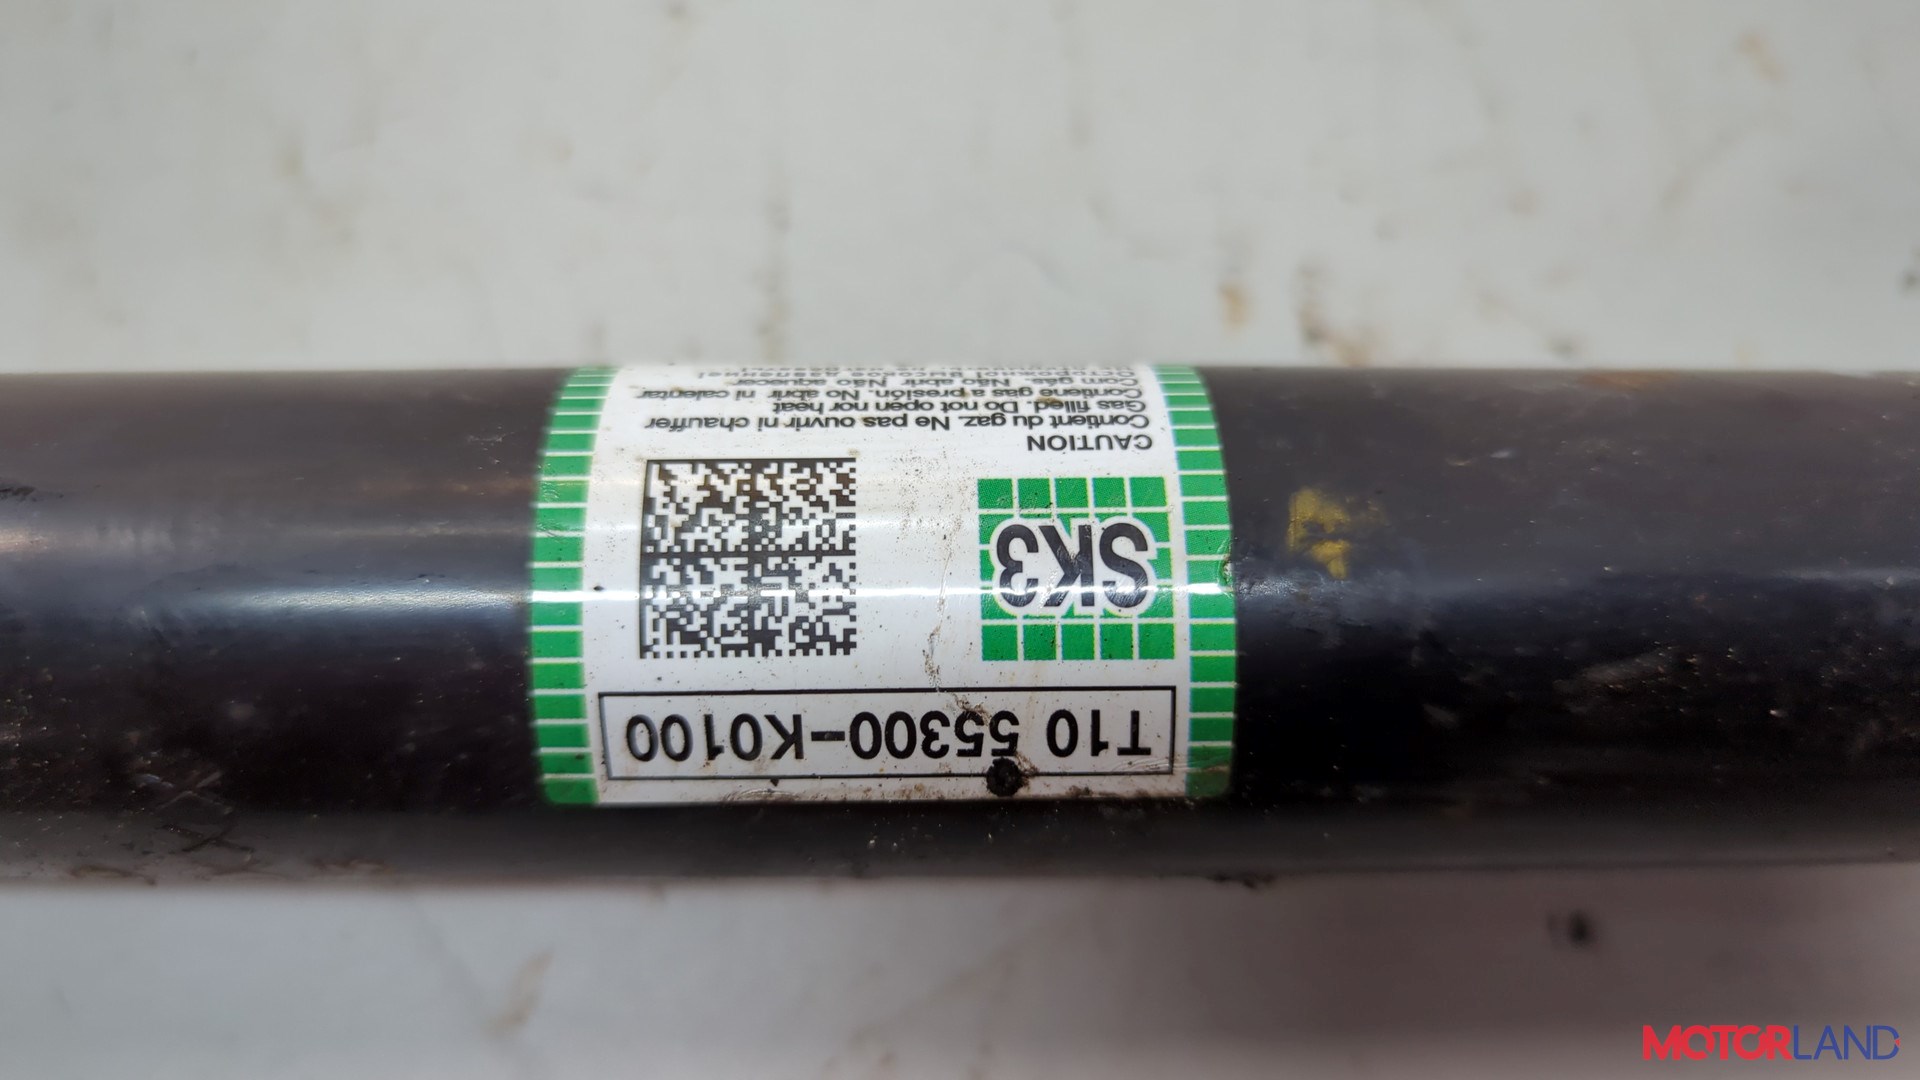 T10 55300-K0100
SK3
CAUTION
Contient du gaz. Ne pas ouvrir ni chauffer
Gas filled. Do not open nor heat
Contiene gas a presión. No abrir ni calentar
Com gás. Não abrir. Não aquecer.
MOTORLAND